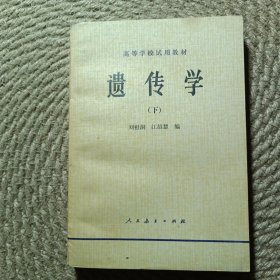 高等学校试用教材
遗传学
(下)
刘祖洞 江绍慧 编
人民教育出版社